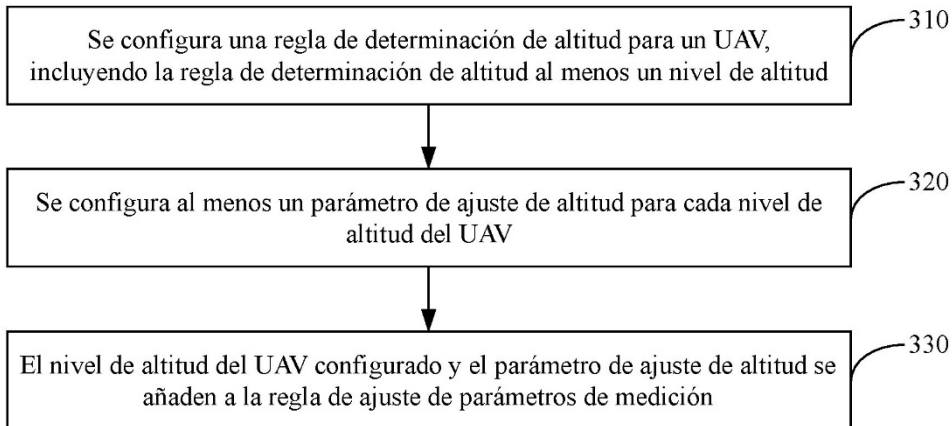 Se configura una regla de determinación de altitud para un UAV,
incluyendo la regla de determinación de altitud al menos un nivel de altitud
310
Se configura al menos un parámetro de ajuste de altitud para cada nivel de
altitud del UAV
320
El nivel de altitud del UAV configurado y el parámetro de ajuste de altitud se
añaden a la regla de ajuste de parámetros de medición
330